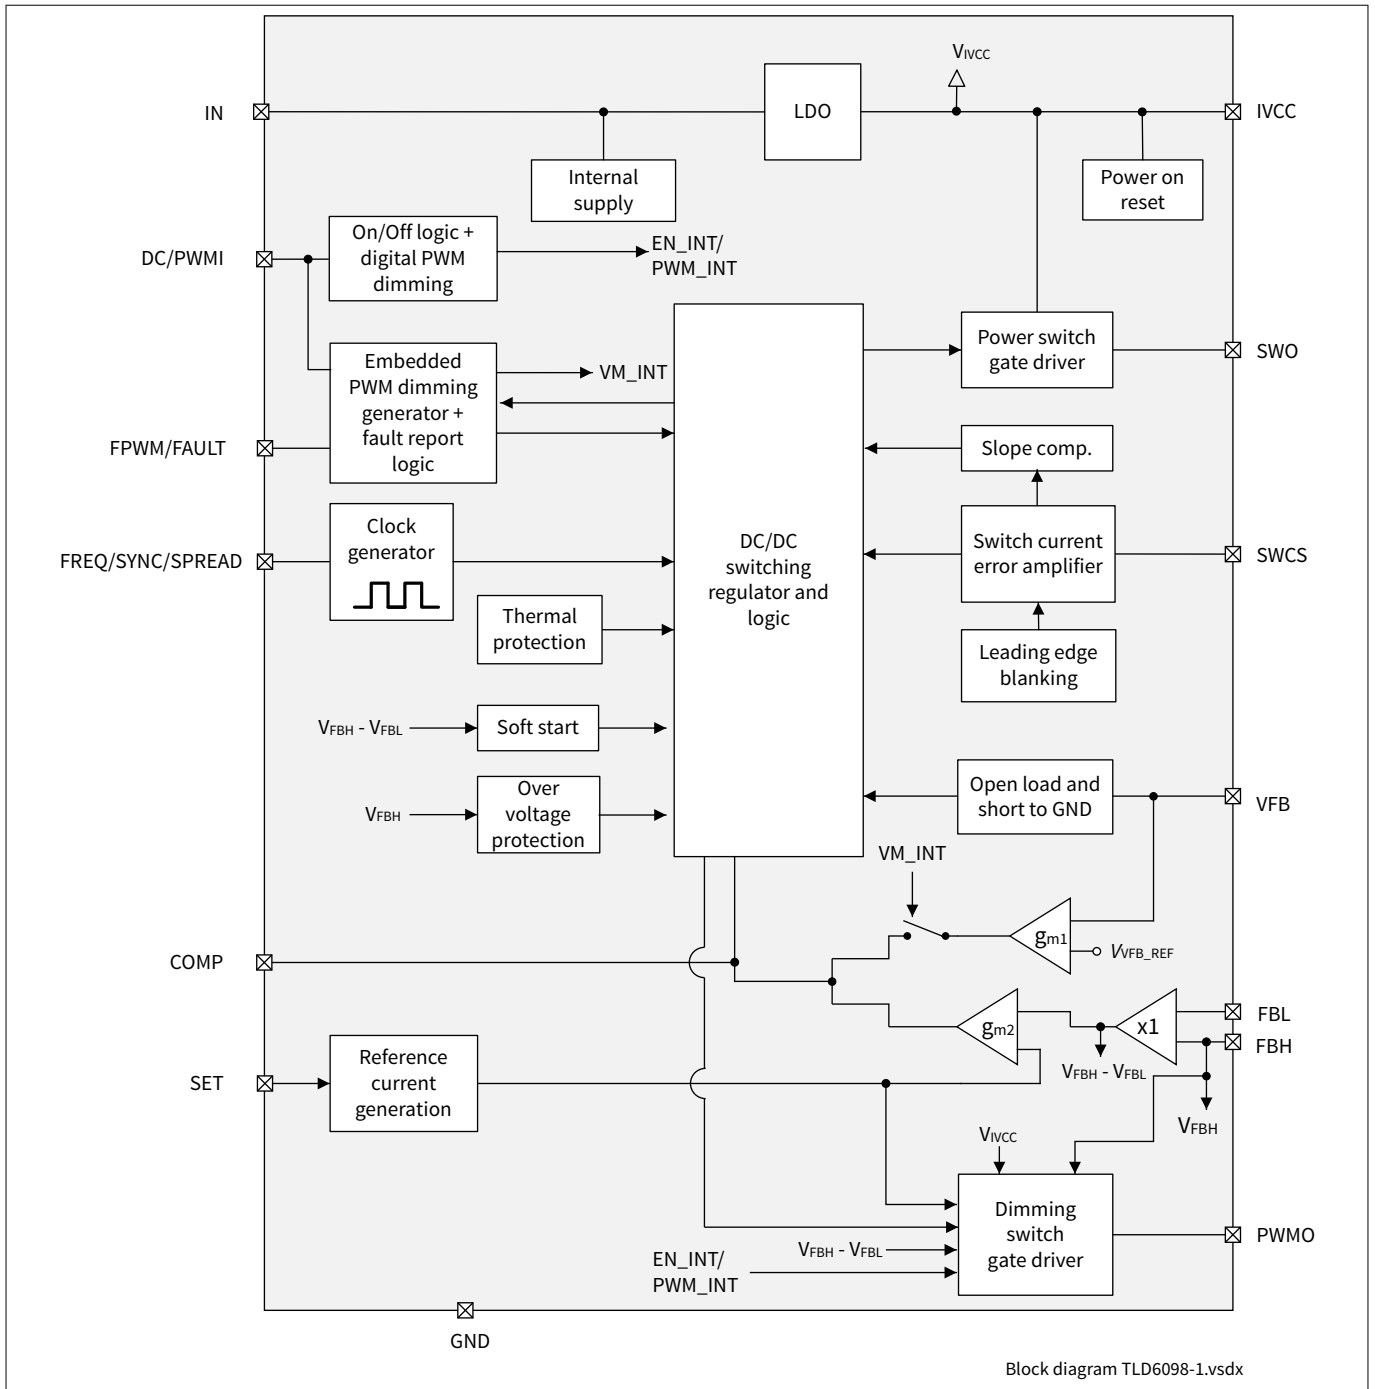 V_IVCC
IN
LDO
IVCC
Internal
supply
Power on
reset
DC/PWMI
On/Off logic +
digital PWM
dimming
EN_INT/
PWM_INT
Embedded
PWM dimming
generator +
fault report
logic
VM_INT
FPWM/FAULT
Power switch
gate driver
SWO
Slope comp.
FREQ/SYNC/SPREAD
Clock
generator
DC/DC
switching
regulator and
logic
Switch current
error amplifier
SWCS
Thermal
protection
Leading edge
blanking
VFBH - VFBL
Soft start
VFBH
Over
voltage
protection
Open load and
short to GND
VFB
VM_INT
gm1
VVFB_REF
COMP
gm2
x1
FBL
FBH
VFBH - VFBL
VFBH
SET
Reference
current
generation
VIVCC
Dimming
switch
gate driver
PWMO
VFBH - VFBL
EN_INT/
PWM_INT
GND
Block diagram TLD6098-1.vsdx